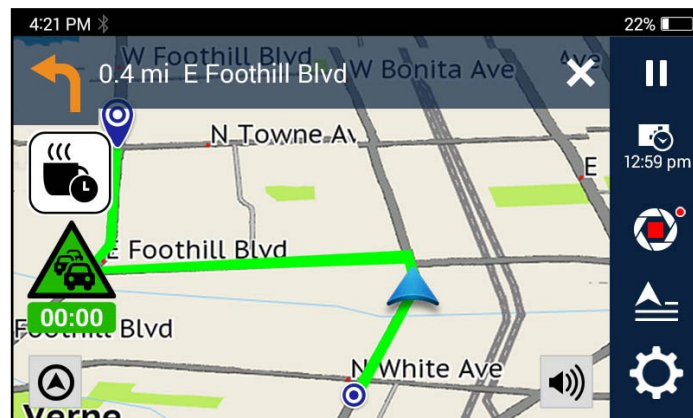 4:21 PM
22%
W Foothill Blvd
W Bonita Ave
Ave
0.4 mi E Foothill Blvd
12:59 pm
N Towne Av
E
E Foothill Blvd
00:00
Blvd
N White Ave
Verne